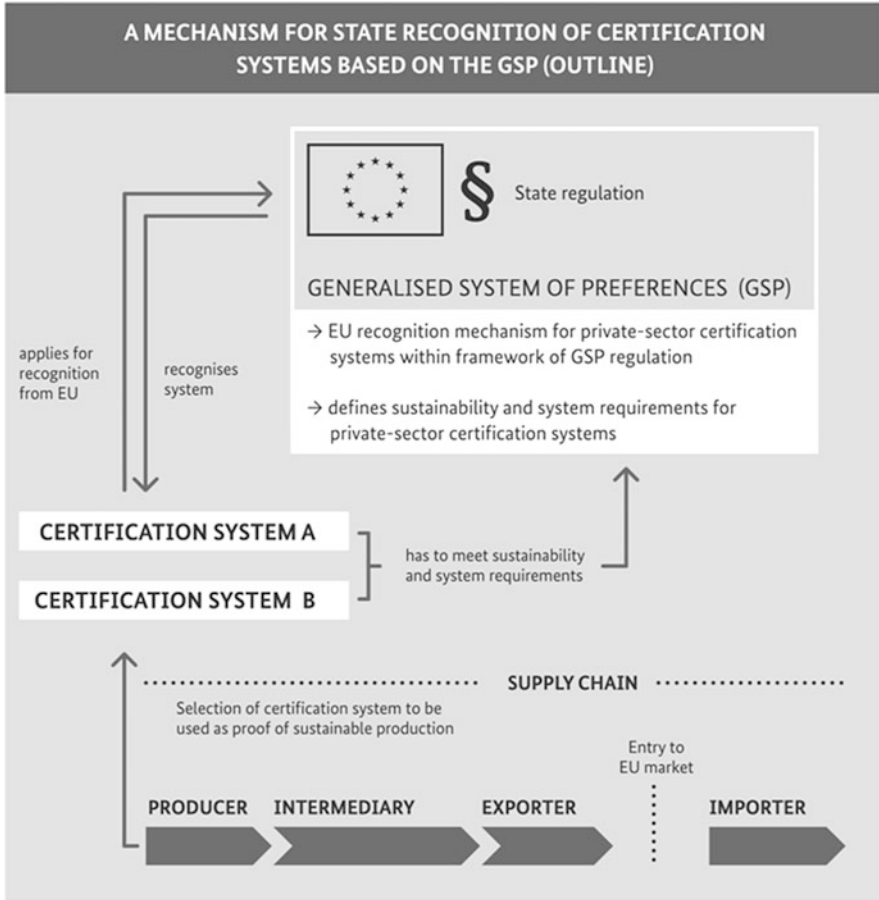 A MECHANISM FOR STATE RECOGNITION OF CERTIFICATION
SYSTEMS BASED ON THE GSP (OUTLINE)
§ State regulation
GENERALISED SYSTEM OF PREFERENCES (GSP)
→ EU recognition mechanism for private-sector certification
systems within framework of GSP regulation
→ defines sustainability and system requirements for
private-sector certification systems
applies for
recognition
from EU
recognises
system
CERTIFICATION SYSTEM A
CERTIFICATION SYSTEM B
has to meet sustainability
and system requirements
SUPPLY CHAIN
Selection of certification system to be
used as proof of sustainable production
Entry to
EU market
PRODUCER
INTERMEDIARY
EXPORTER
IMPORTER